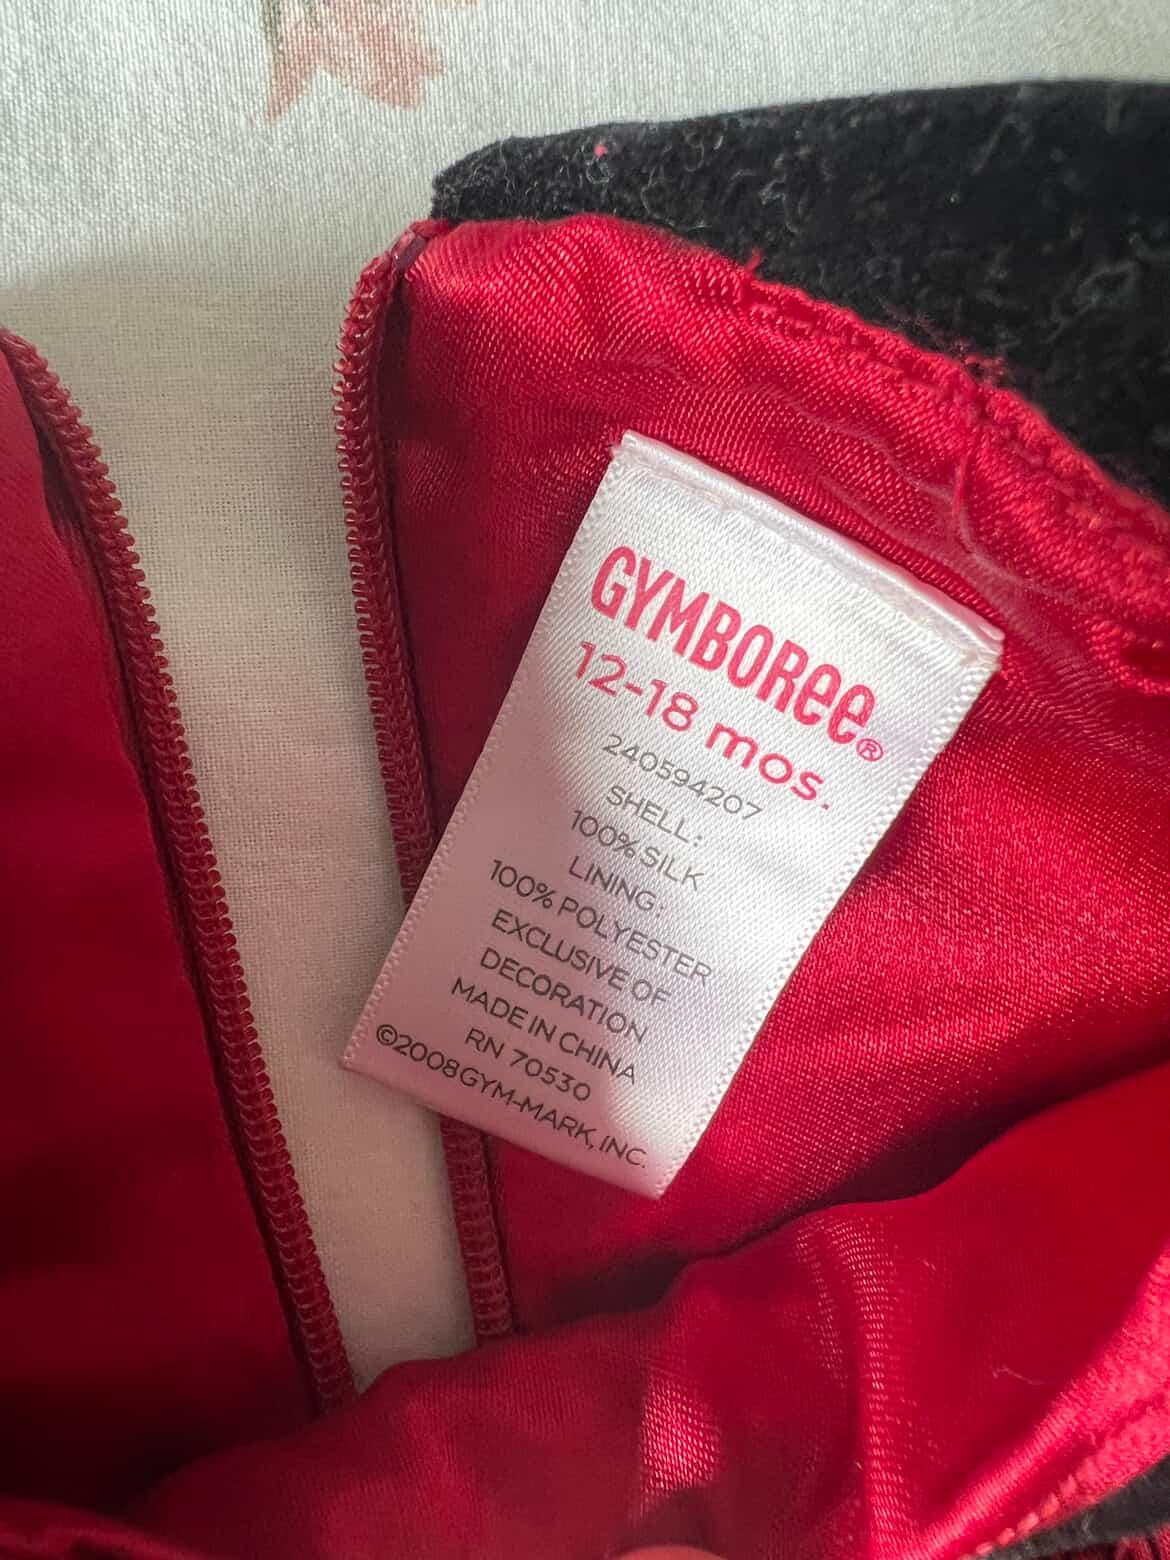 GYMBOREE®
12-18 mos.
240594207
SHELL:
100% SILK
LINING:
100% POLYESTER
EXCLUSIVE OF
DECORATION
MADE IN CHINA
RN 70530
©2008 GYM-MARK, INC.